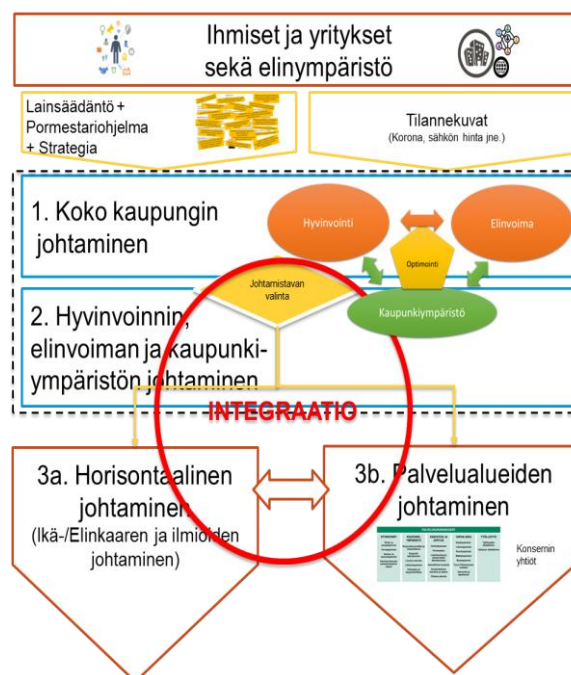 Ihmiset ja yritykset
sekä elinympäristö
Lainsäädäntö +
Pormestariohjelma
+ Strategia
Tilannekuvat
(Korona, sähkön hinta jne.)
1. Koko kaupungin
johtaminen
Hyvinvointi
Elinvoima
Optimointi
Kaupunkiympäristö
Johtamistavan
valinta
2. Hyvinvoinnin,
elinvoiman ja kaupunki-
ympäristön johtaminen
INTEGRAATIO
3a. Horisontaalinen
johtaminen
(Ikä-/Elinkaaren ja ilmiöiden
johtaminen)
3b. Palvelualueiden
johtaminen
Konsernin
yhtiöt